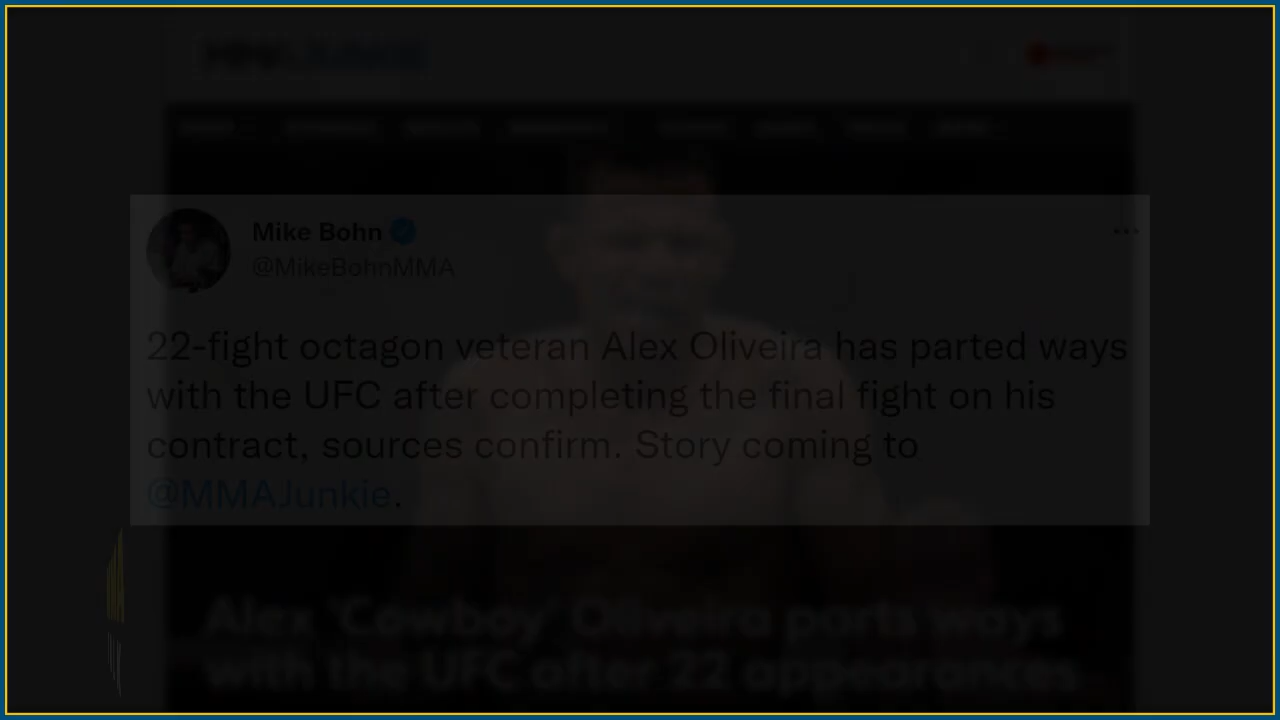 Mike Bohn
@MikeBohnMMA
22-fight octagon veteran Alex Oliveira has parted ways
with the UFC after completing the final fight on his
contract, sources confirm. Story coming to
@MMAJunkie.
Alex 'Cowboy' Oliveira parts ways
with the UFC after 22 appearances